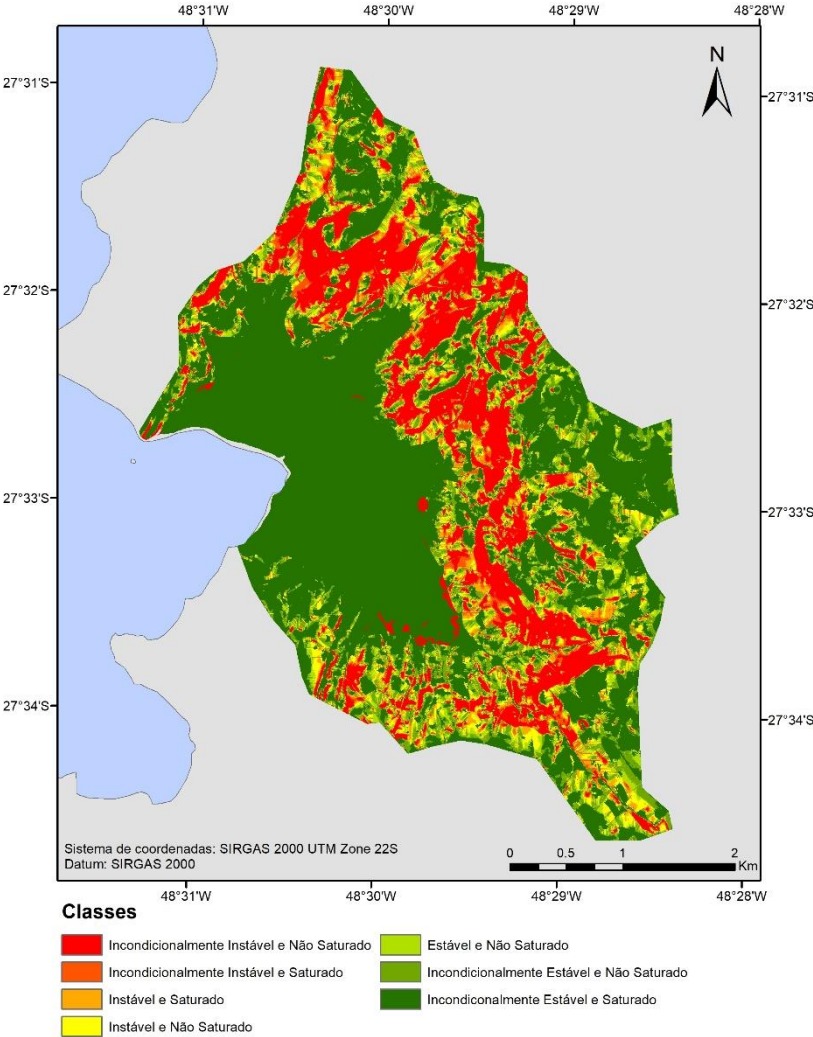 48°31'W 48°30'W 48°29'W 48°28'W
N
27°31'S 27°31'S
27°32'S 27°32'S
27°33'S 27°33'S
27°34'S 27°34'S
Sistema de coordenadas: SIRGAS 2000 UTM Zone 22S
Datum: SIRGAS 2000
0 0.5 1 2
Km
48°31'W 48°30'W 48°29'W 48°28'W
Classes
Incondicionalmente Instável e Não Saturado
Incondicionalmente Instável e Saturado
Instável e Saturado
Instável e Não Saturado
Estável e Não Saturado
Incondicionalmente Estável e Não Saturado
Incondiconalmente Estável e Saturado